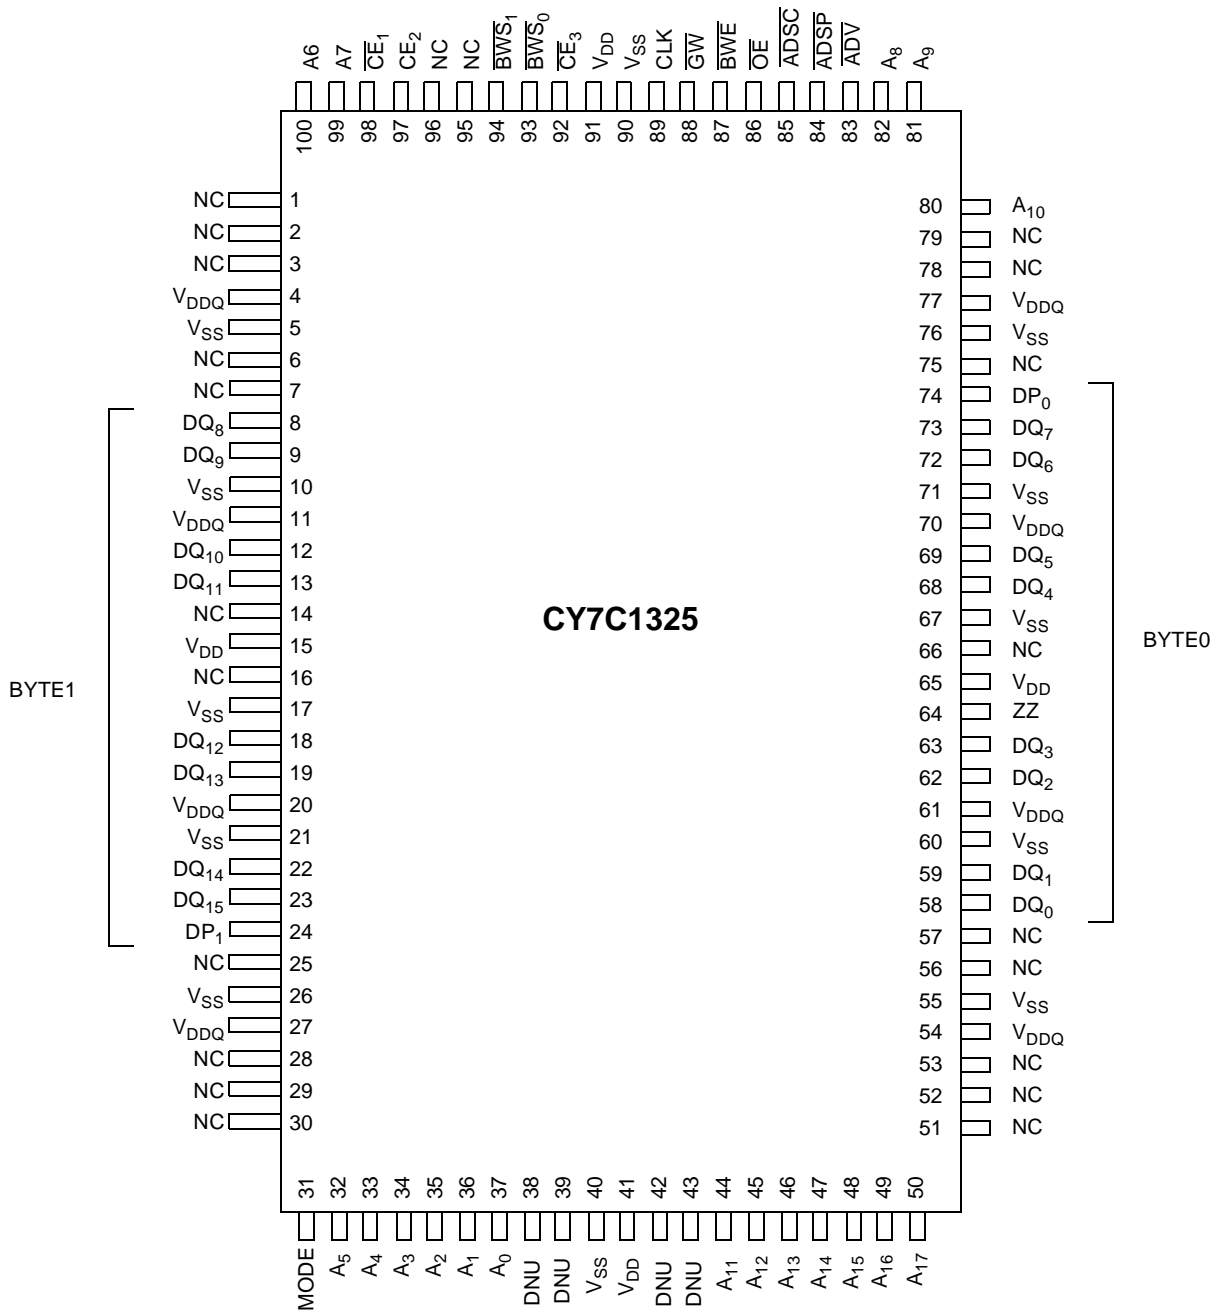 A6 A7 CE1 CE2 NC NC BWS1 BWS0 CE3 VDD VSS CLK GW BWE OE ADSC ADSP ADV A8 A9
100 99 98 97 96 95 94 93 92 91 90 89 88 87 86 85 84 83 82 81
NC 1
NC 2
NC 3
VDDQ 4
VSS 5
NC 6
NC 7
DQ8 8
DQ9 9
VSS 10
VDDQ 11
DQ10 12
DQ11 13
NC 14
VDD 15
NC 16
VSS 17
DQ12 18
DQ13 19
VDDQ 20
VSS 21
DQ14 22
DQ15 23
DP1 24
NC 25
VSS 26
VDDQ 27
NC 28
NC 29
NC 30
BYTE1
CY7C1325
80 A10
79 NC
78 NC
77 VDDQ
76 VSS
75 NC
74 DP0
73 DQ7
72 DQ6
71 VSS
70 VDDQ
69 DQ5
68 DQ4
67 VSS
66 NC
65 VDD
64 ZZ
63 DQ3
62 DQ2
61 VDDQ
60 VSS
59 DQ1
58 DQ0
57 NC
56 NC
55 VSS
54 VDDQ
53 NC
52 NC
51 NC
BYTE0
31 32 33 34 35 36 37 38 39 40 41 42 43 44 45 46 47 48 49 50
MODE A5 A4 A3 A2 A1 A0 DNU DNU VSS VDD DNU DNU A11 A12 A13 A14 A15 A16 A17